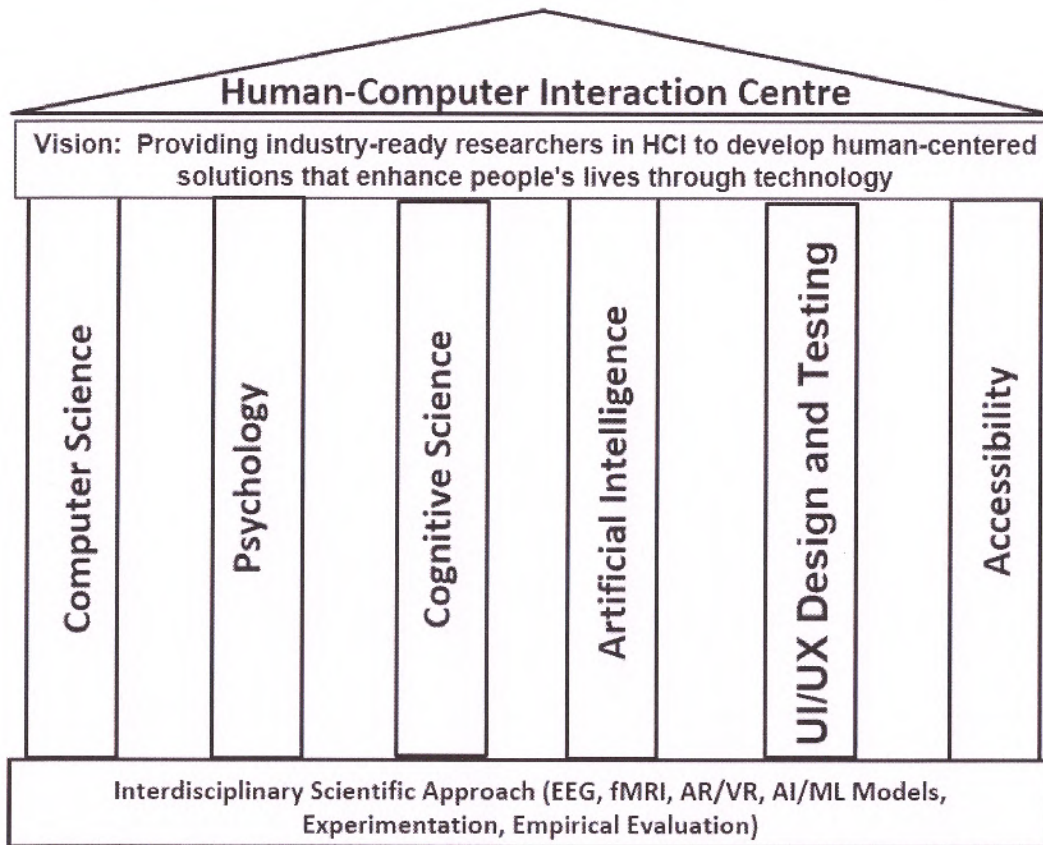 Human-Computer Interaction Centre
Vision: Providing industry-ready researchers in HCI to develop human-centered
solutions that enhance people's lives through technology
Computer Science
Psychology
Cognitive Science
Artificial Intelligence
UI/UX Design and Testing
Accessibility
Interdisciplinary Scientific Approach (EEG, fMRI, AR/VR, AI/ML Models,
Experimentation, Empirical Evaluation)